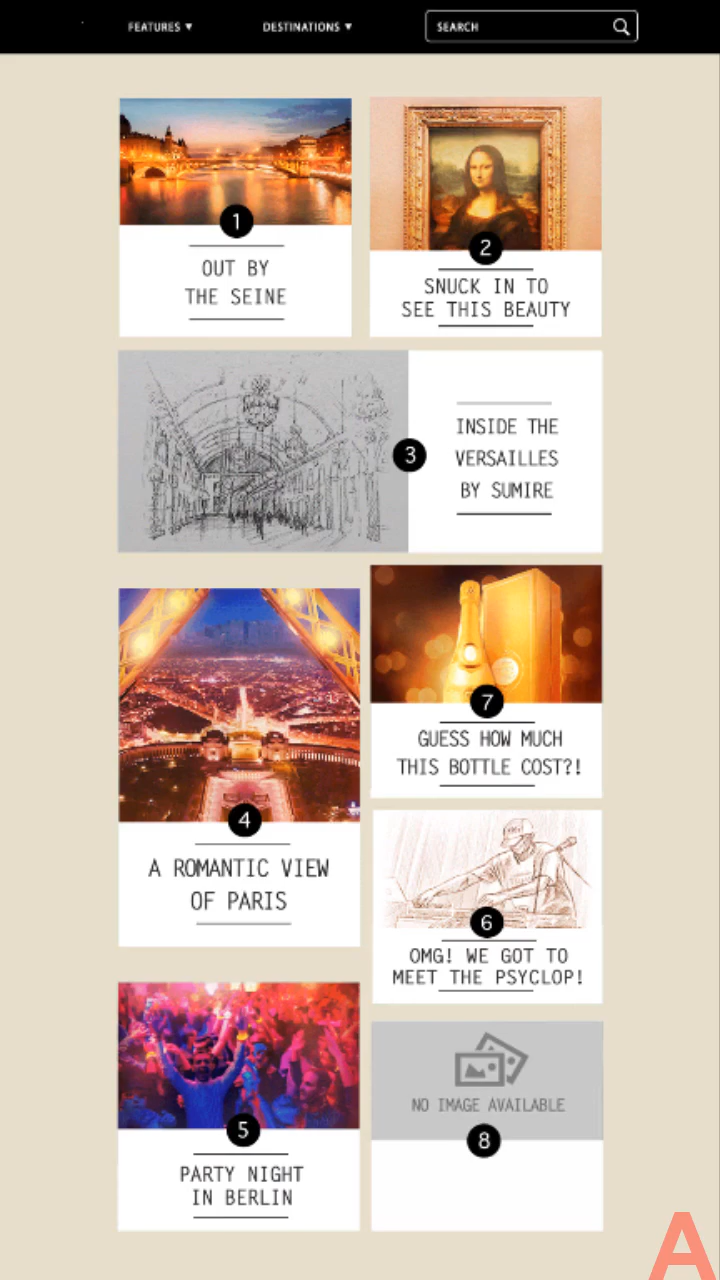 FEATURES ▼
DESTINATIONS ▼
SEARCH
1
OUT BY
THE SEINE
2
SNUCK IN TO
SEE THIS BEAUTY
3
INSIDE THE
VERSAILLES
BY SUMIRE
4
A ROMANTIC VIEW
OF PARIS
7
GUESS HOW MUCH
THIS BOTTLE COST?!
6
OMG! WE GOT TO
MEET THE PSYCLOP!
5
PARTY NIGHT
IN BERLIN
NO IMAGE AVAILABLE
8
A